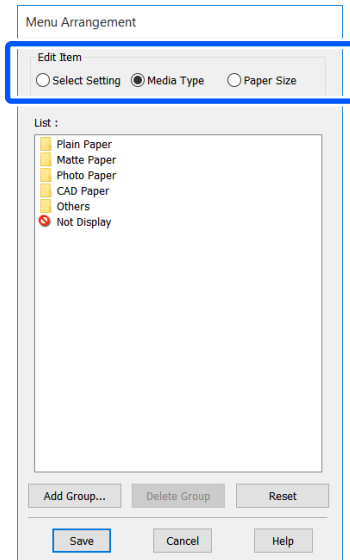 Menu Arrangement
Edit Item
Select Setting Media Type Paper Size
List :
Plain Paper
Matte Paper
Photo Paper
CAD Paper
Others
Not Display
Add Group... Delete Group Reset
Save Cancel Help